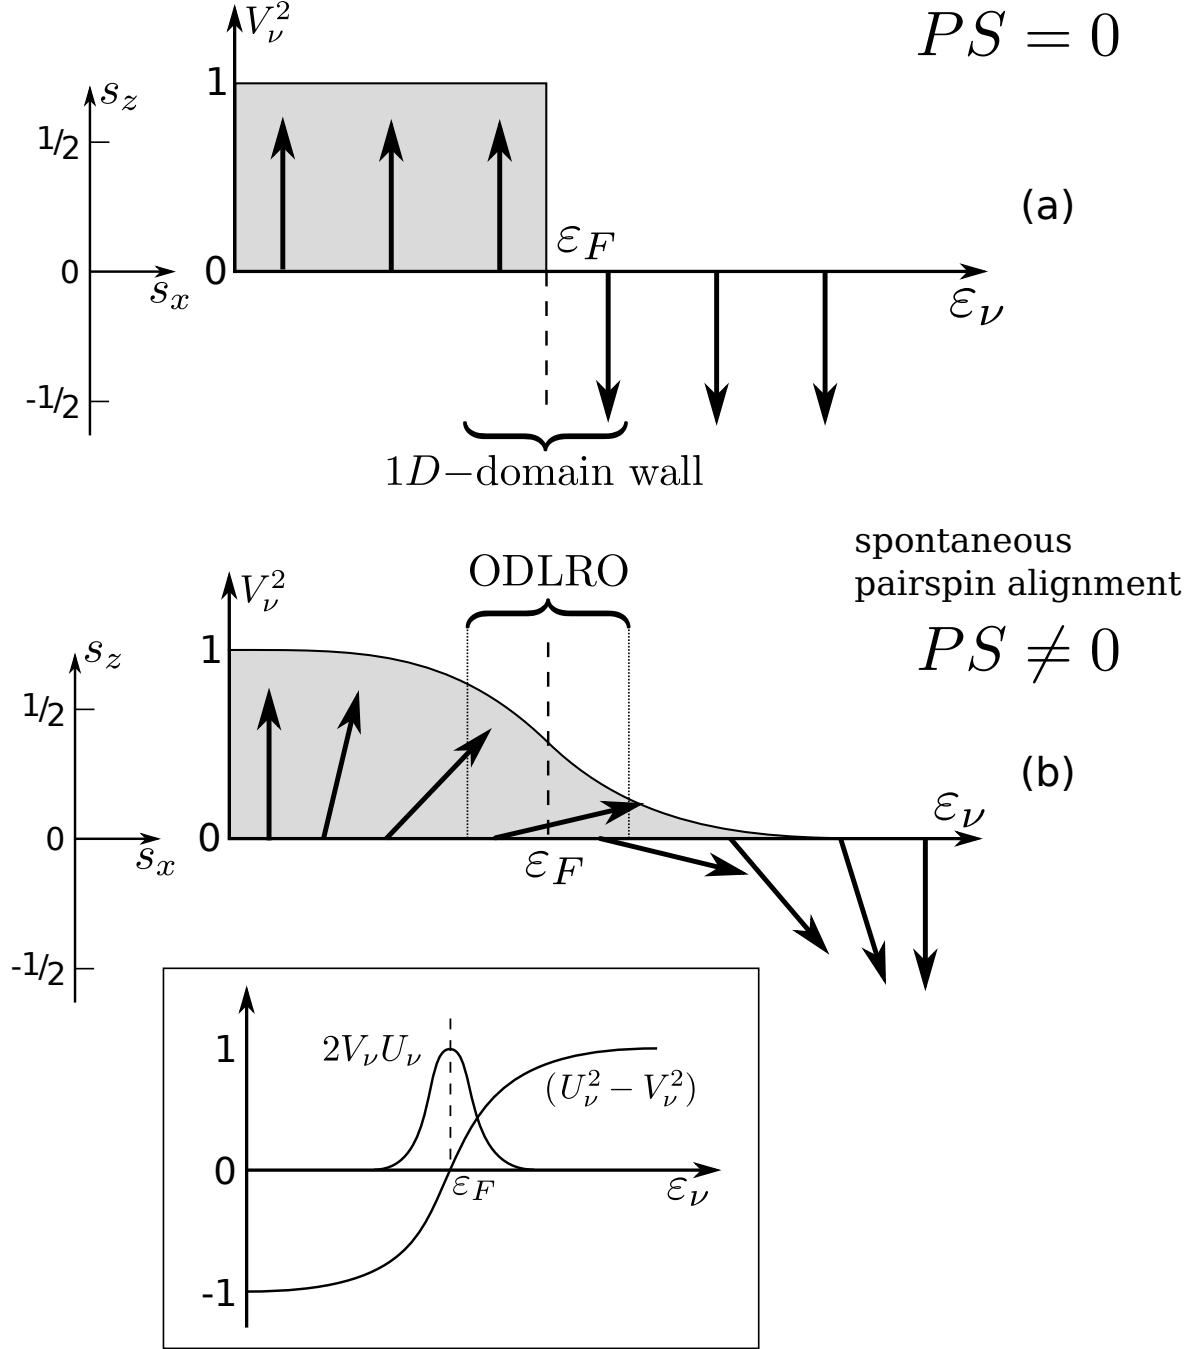 V_ν^2
PS = 0
1
s_z
1/2
(a)
ε_F
0
0
s_x
ε_ν
-1/2
1D−domain wall
spontaneous
pairspin alignment
ODLRO
V_ν^2
PS ≠ 0
1
s_z
1/2
(b)
ε_ν
0
0
s_x
ε_F
-1/2
1
2V_νU_ν
(U_ν^2 − V_ν^2)
0
ε_F
ε_ν
-1